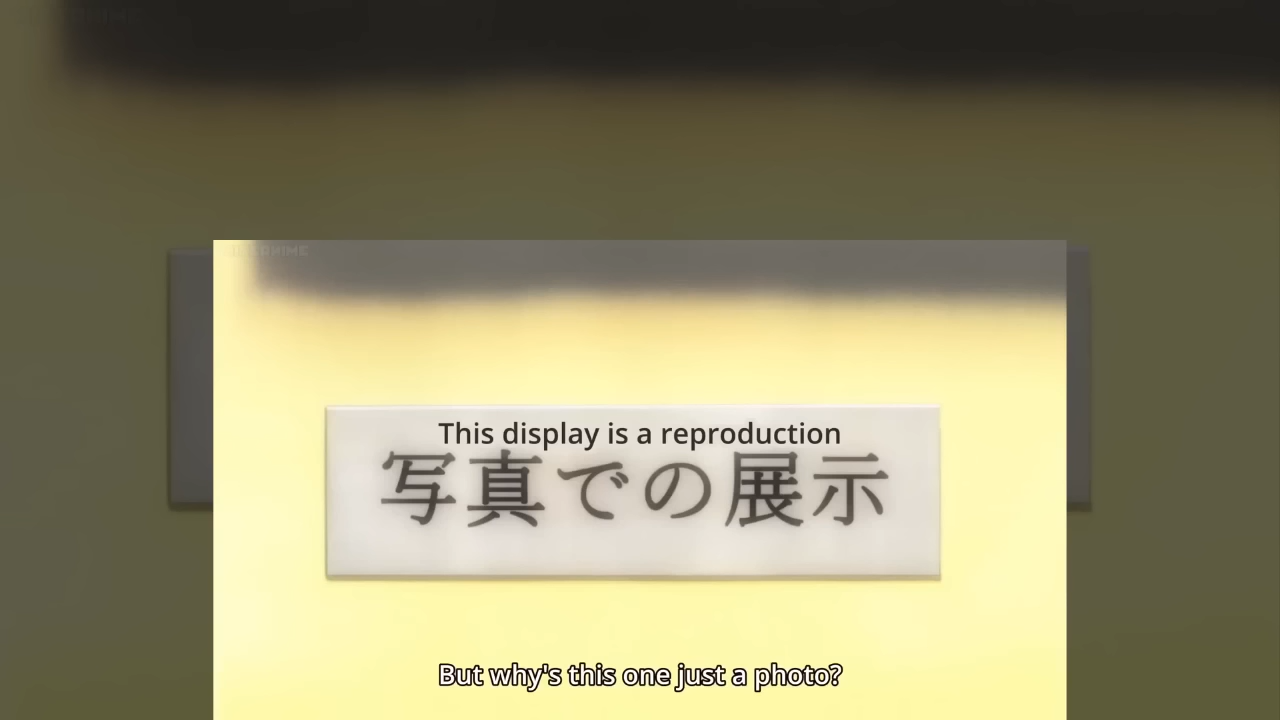 This display is a reproduction
写真での展示
But why's this one just a photo?